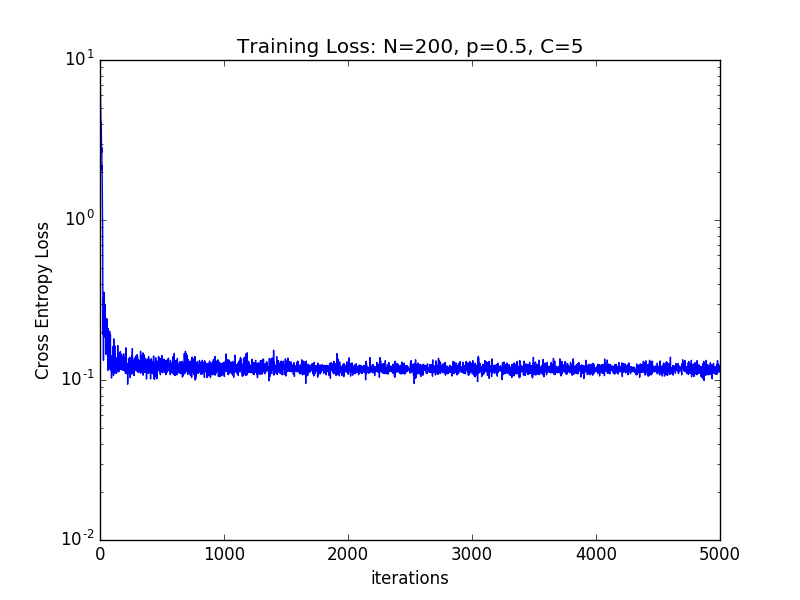 Training Loss: N=200, p=0.5, C=5
10¹
10⁰
10⁻¹
10⁻²
Cross Entropy Loss
0 1000 2000 3000 4000 5000
iterations